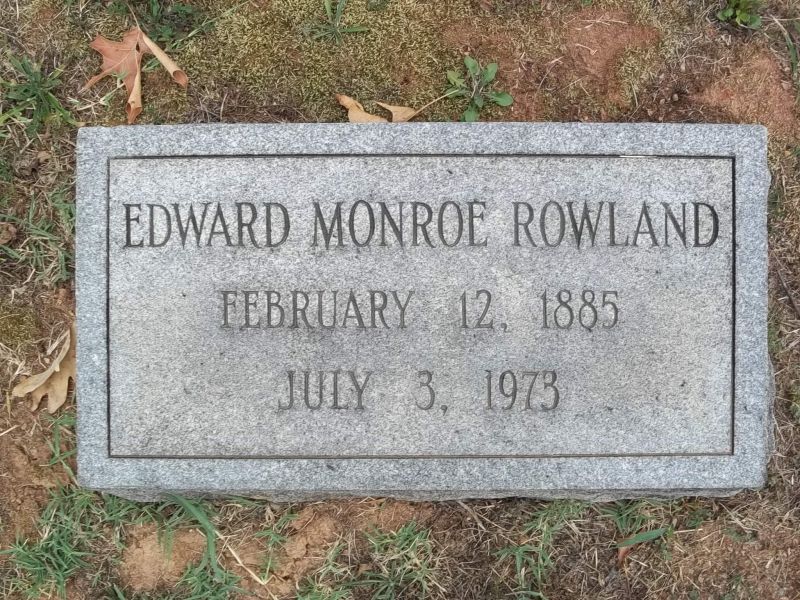 EDWARD MONROE ROWLAND
FEBRUARY 12, 1885
JULY 3, 1973